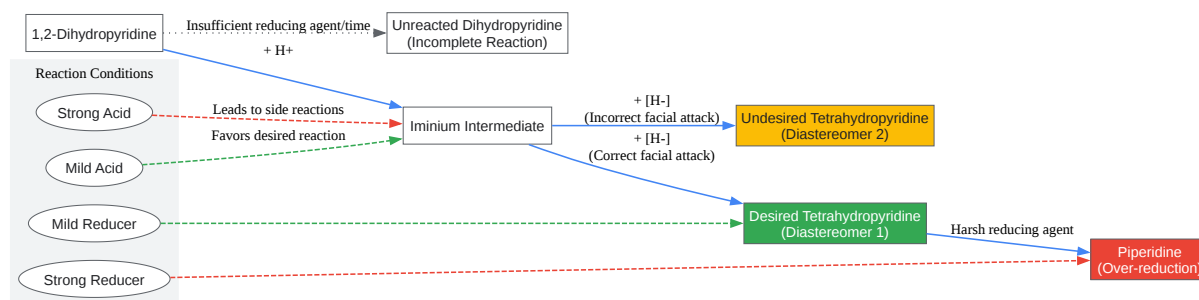 1,2-Dihydropyridine
Insufficient reducing agent/time
Unreacted Dihydropyridine
(Incomplete Reaction)
+ H+
Reaction Conditions
Strong Acid
Leads to side reactions
Favors desired reaction
Mild Acid
Iminium Intermediate
+ [H-]
(Incorrect facial attack)
+ [H-]
(Correct facial attack)
Undesired Tetrahydropyridine
(Diastereomer 2)
Mild Reducer
Desired Tetrahydropyridine
(Diastereomer 1)
Harsh reducing agent
Strong Reducer
Piperidine
(Over-reduction)